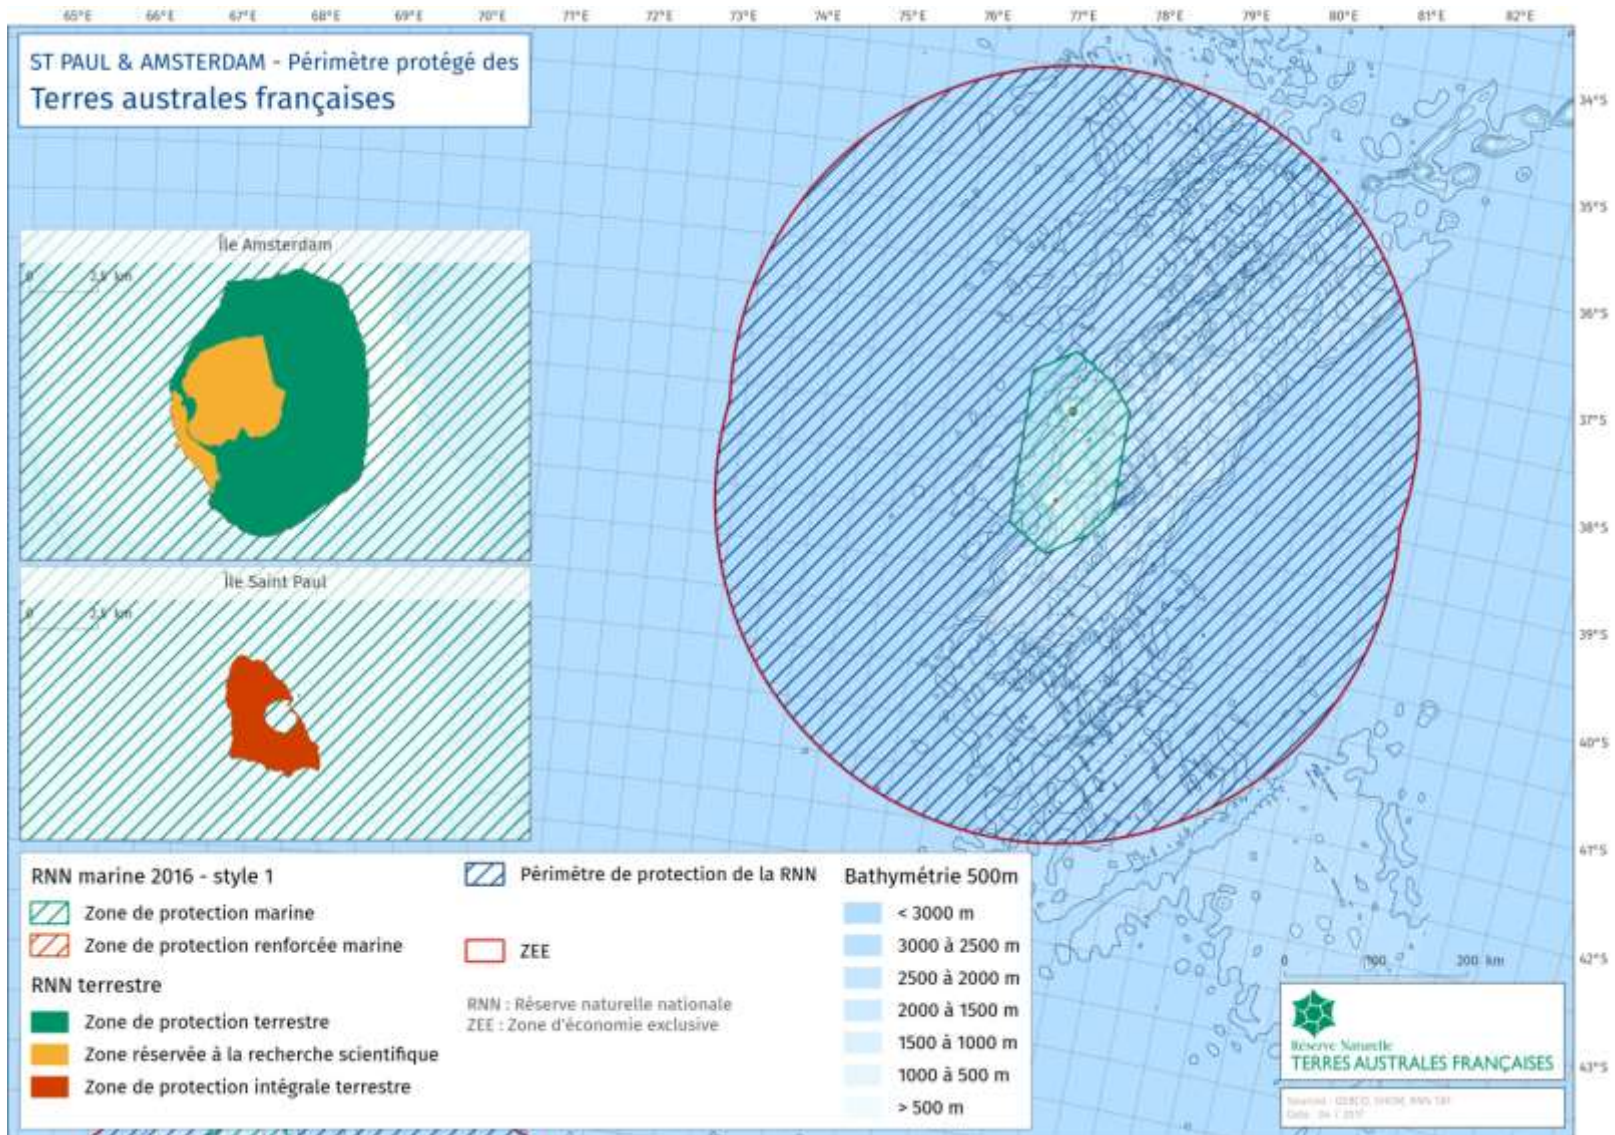 65°E 66°E 67°E 68°E 69°E 70°E 71°E 72°E 73°E 74°E 75°E 76°E 77°E 78°E 79°E 80°E 81°E 82°E
ST PAUL & AMSTERDAM - Périmètre protégé des
Terres australes françaises
34°S
35°S
36°S
37°S
38°S
39°S
40°S
41°S
42°S
43°S
Île Amsterdam
0 2,5 km
Île Saint Paul
0 2,5 km
RNN marine 2016 - style 1
Zone de protection marine
Zone de protection renforcée marine
RNN terrestre
Zone de protection terrestre
Zone réservée à la recherche scientifique
Zone de protection intégrale terrestre
Périmètre de protection de la RNN
ZEE
RNN : Réserve naturelle nationale
ZEE : Zone d'économie exclusive
Bathymétrie 500m
< 3000 m
3000 à 2500 m
2500 à 2000 m
2000 à 1500 m
1500 à 1000 m
1000 à 500 m
> 500 m
0 100 200 km
Réserve Naturelle
TERRES AUSTRALES FRANÇAISES
Sources : GEBCO, SHOM, RNN